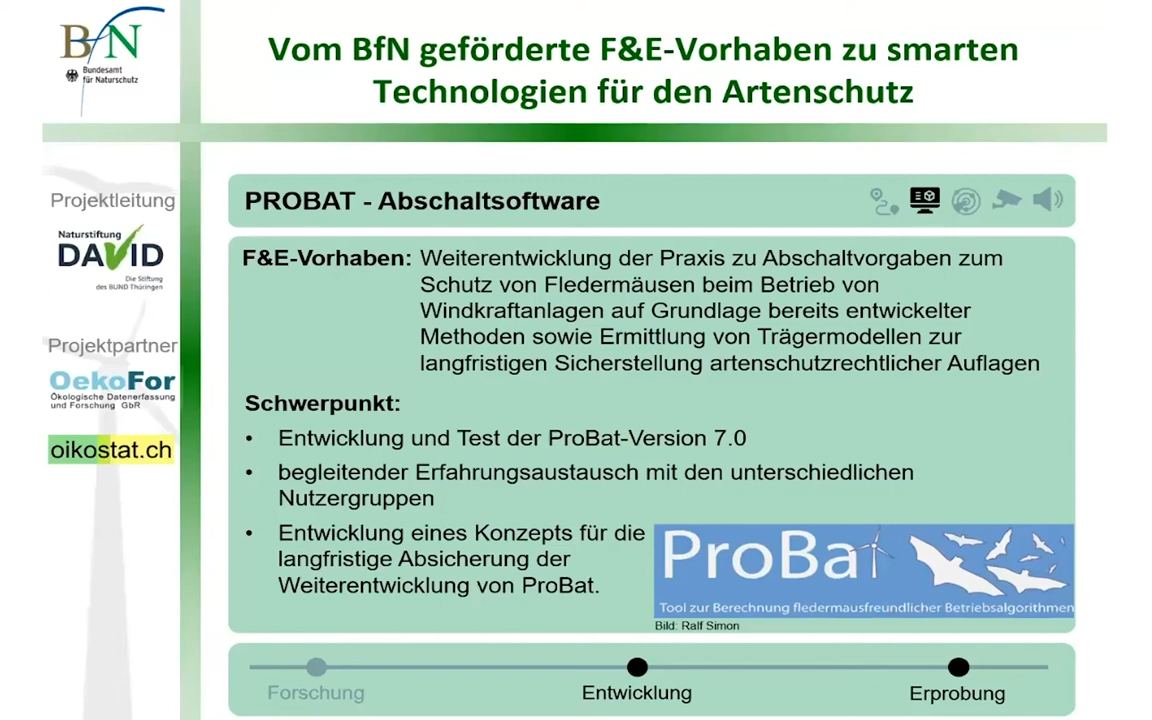 BfN
Bundesamt
für Naturschutz
Vom BfN geförderte F&E-Vorhaben zu smarten
Technologien für den Artenschutz
Projektleitung
Naturstiftung
DAVID
Die Stiftung
des BUND Thüringen
Projektpartner
OekoFor
Ökologische Datenerfassung
und Forschung GbR
oikostat.ch
PROBAT - Abschaltsoftware
F&E-Vorhaben: Weiterentwicklung der Praxis zu Abschaltvorgaben zum
Schutz von Fledermäusen beim Betrieb von
Windkraftanlagen auf Grundlage bereits entwickelter
Methoden sowie Ermittlung von Trägermodellen zur
langfristigen Sicherstellung artenschutzrechtlicher Auflagen
Schwerpunkt:
• Entwicklung und Test der ProBat-Version 7.0
• begleitender Erfahrungsaustausch mit den unterschiedlichen
Nutzergruppen
• Entwicklung eines Konzepts für die
langfristige Absicherung der
Weiterentwicklung von ProBat.
ProBat
Tool zur Berechnung fledermausfreundlicher Betriebsalgorithmen
Bild: Ralf Simon
Forschung
Entwicklung
Erprobung